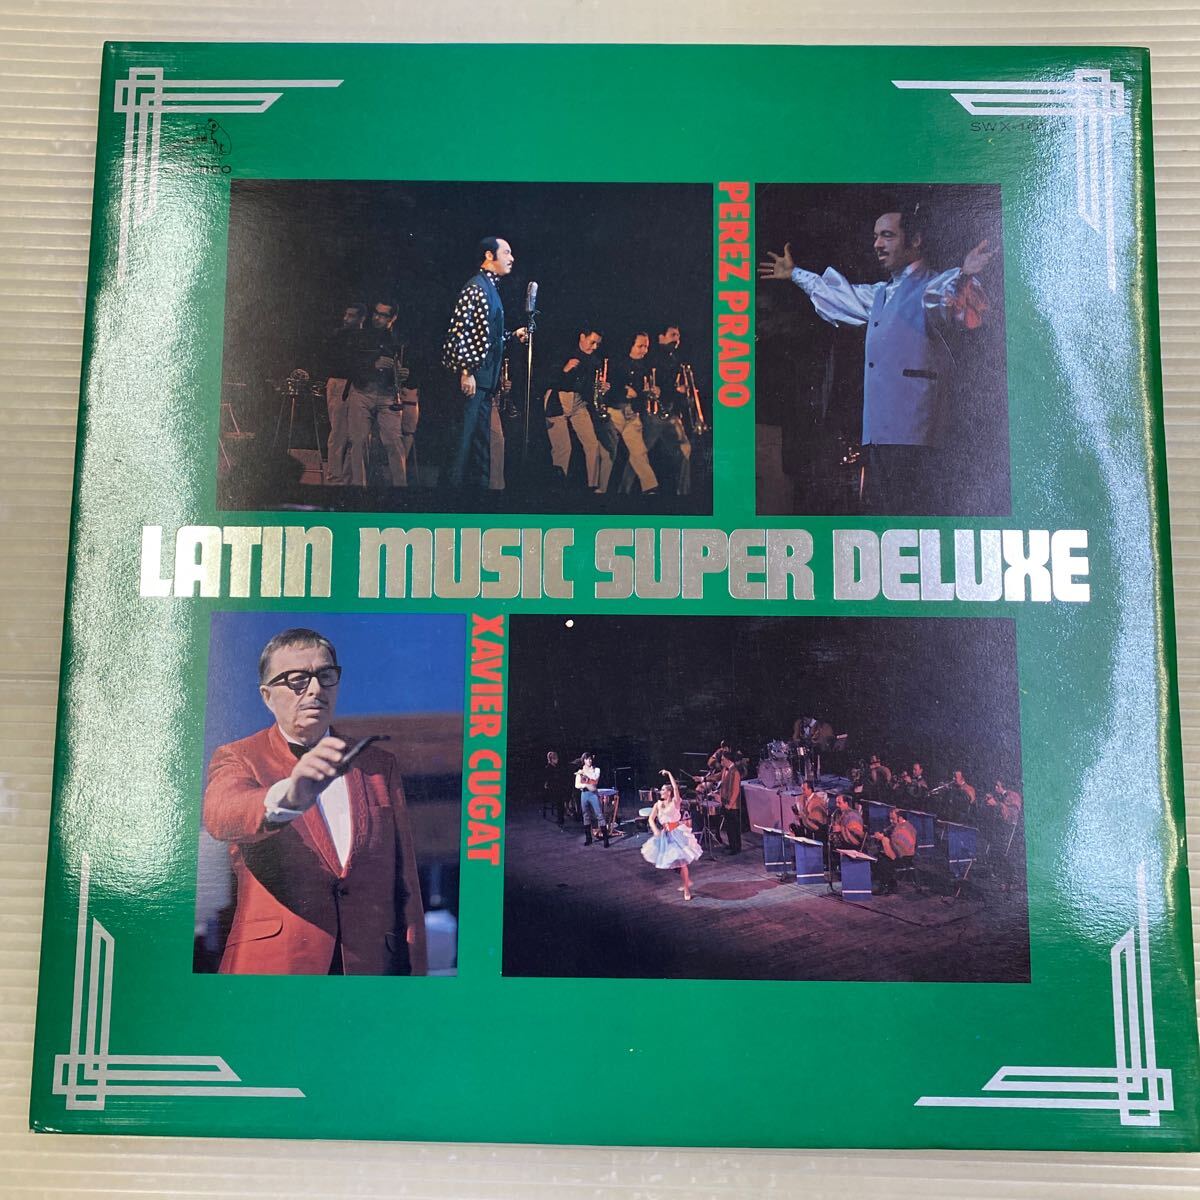 PEREZ PRADO
LATIN MUSIC SUPER DELUXE
XAVIER CUGAT